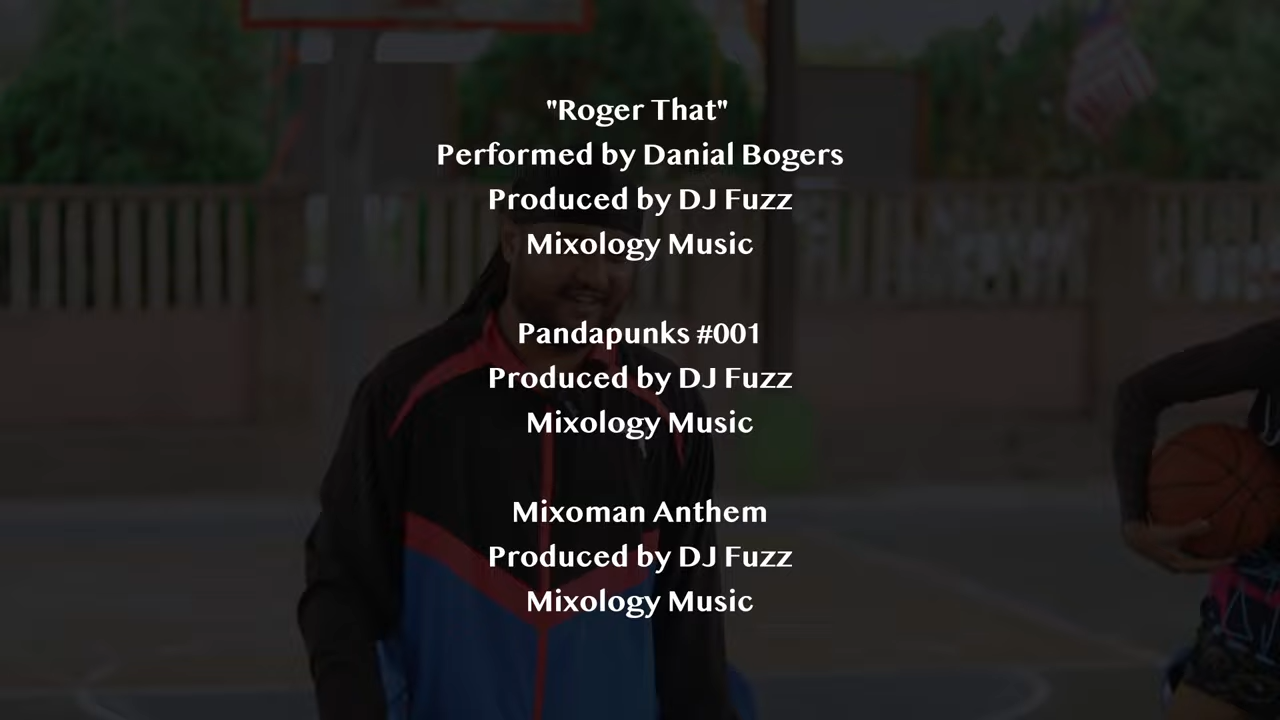 "Roger That"
Performed by Danial Bogers
Produced by DJ Fuzz
Mixology Music
Pandapunks #001
Produced by DJ Fuzz
Mixology Music
Mixoman Anthem
Produced by DJ Fuzz
Mixology Music